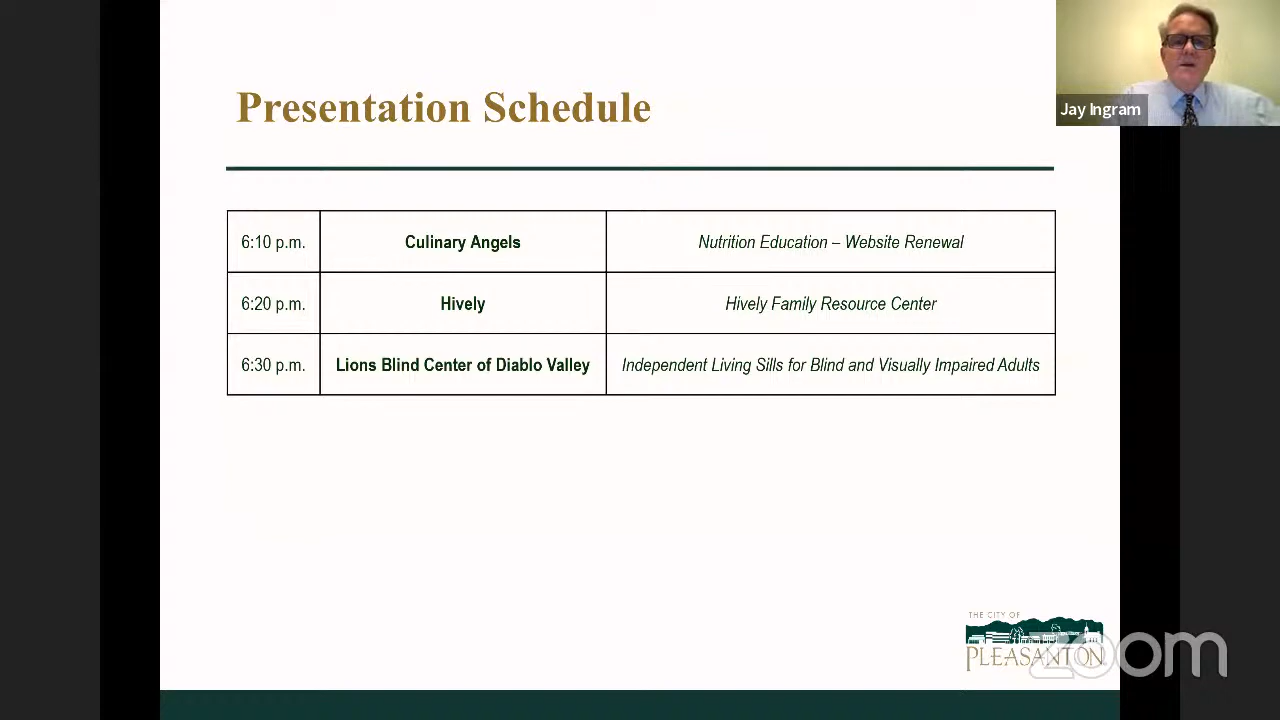 Jay Ingram
Presentation Schedule
6:10 p.m. Culinary Angels Nutrition Education – Website Renewal
6:20 p.m. Hively Hively Family Resource Center
6:30 p.m. Lions Blind Center of Diablo Valley Independent Living Sills for Blind and Visually Impaired Adults
THE CITY OF
PLEASANTON
zoom